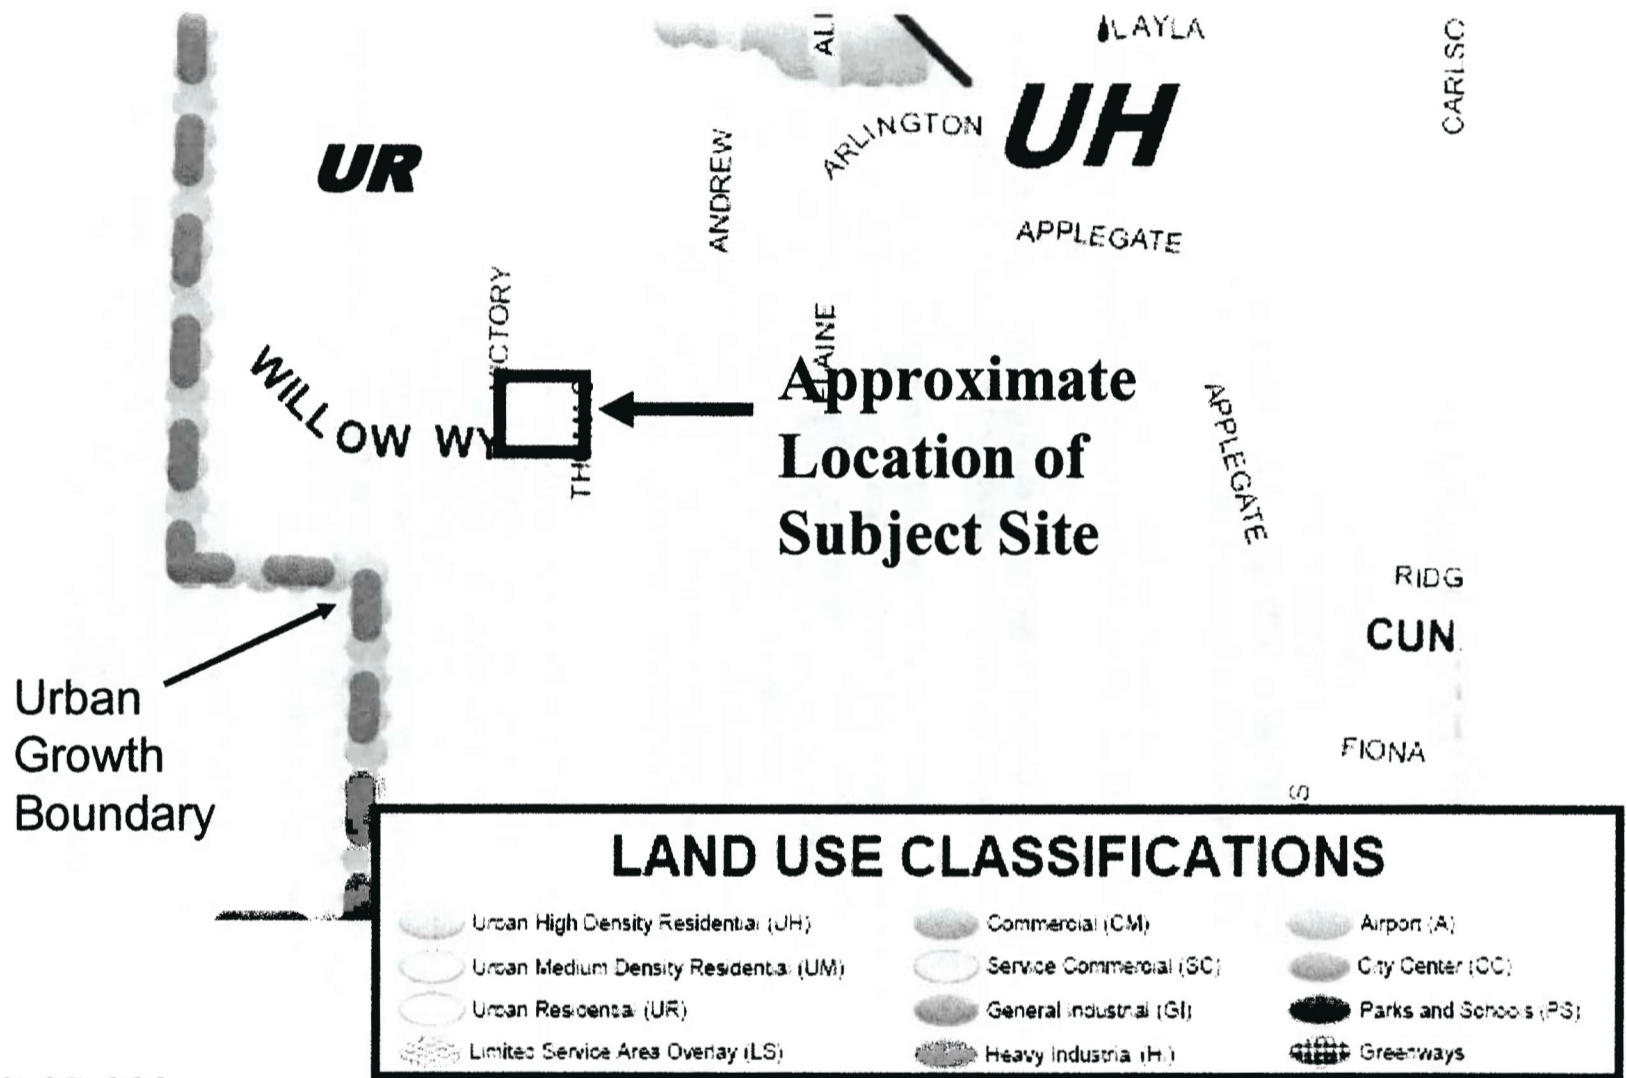 ALI
LAYLA
CARLSO
UH
ARLINGTON
UR
ANDREW
APPLEGATE
ICTORY
AINE
WILLOW WY
TH
Approximate
Location of
Subject Site
APPLEGATE
RIDG
CUN
Urban
Growth
Boundary
FIONA
S
LAND USE CLASSIFICATIONS
Urban High Density Residential (UH)
Commercial (CM)
Airport (A)
Urban Medium Density Residential (UM)
Service Commercial (SC)
City Center (CC)
Urban Residential (UR)
General Industrial (GI)
Parks and Schools (PS)
Limited Service Area Overlay (LS)
Heavy Industrial (HI)
Greenways